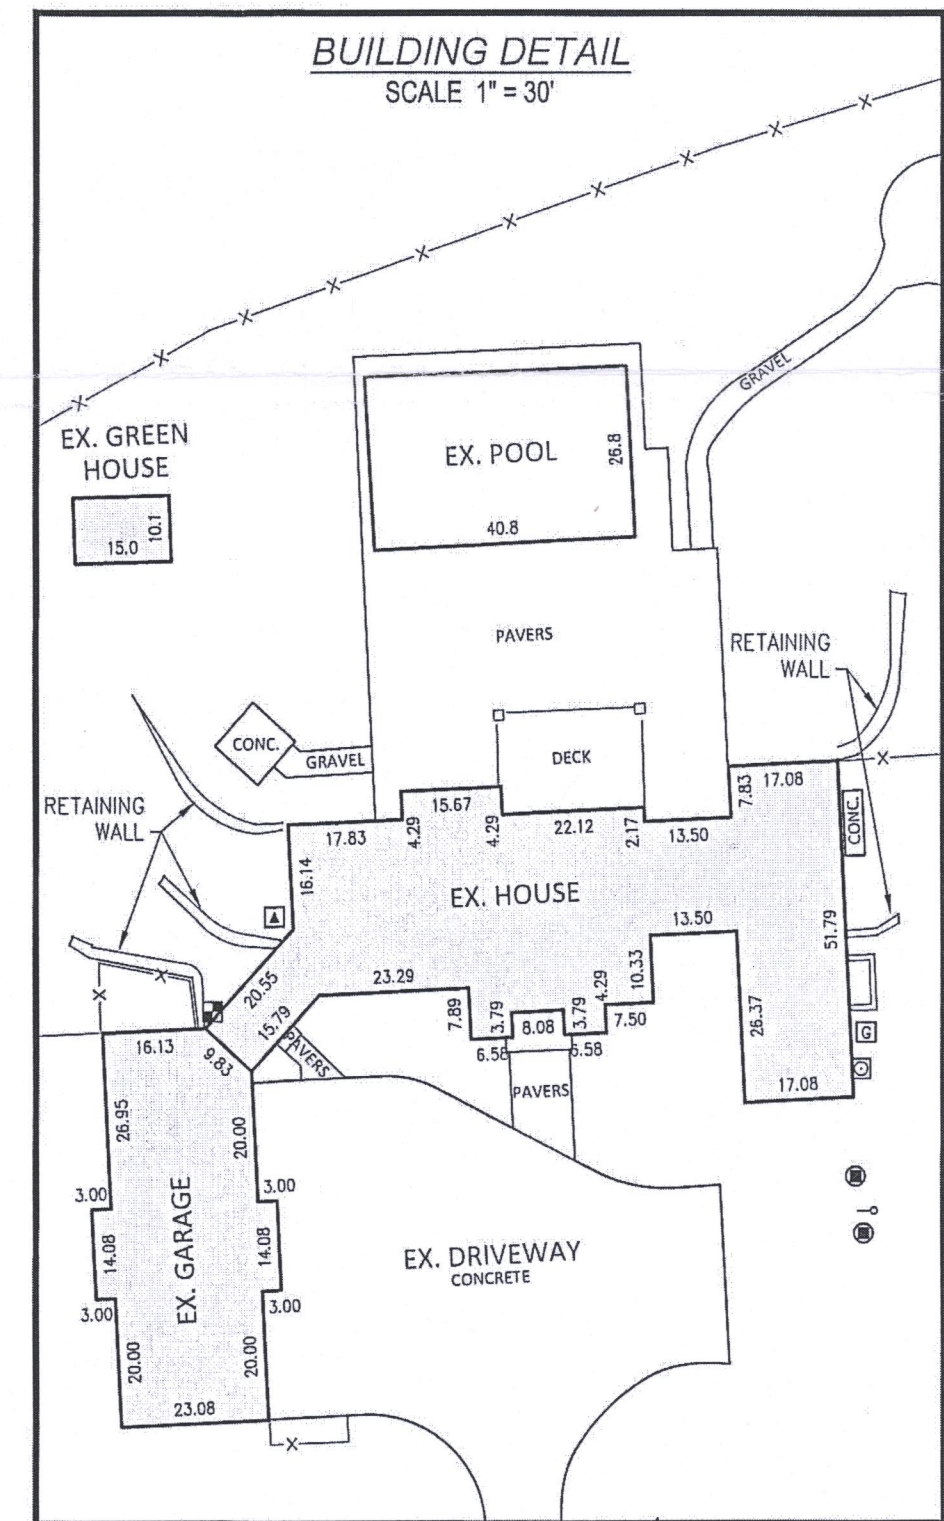 BUILDING DETAIL
SCALE 1" = 30'
GRAVEL
EX. GREEN
HOUSE
15.0
10.1
EX. POOL
26.8
40.8
PAVERS
RETAINING
WALL
CONC.
GRAVEL
DECK
RETAINING
WALL
17.83
4.29
15.67
4.29
22.12
2.17
13.50
7.83
17.08
CONC.
16.14
EX. HOUSE
13.50
51.79
20.55
23.29
15.79
7.89
3.79
8.08
3.79
4.29
10.33
7.50
26.37
6.58
6.58
G
17.08
PAVERS
PAVERS
16.13
9.83
26.95
20.00
3.00
3.00
14.08
14.08
EX. GARAGE
3.00
3.00
20.00
20.00
23.08
EX. DRIVEWAY
CONCRETE